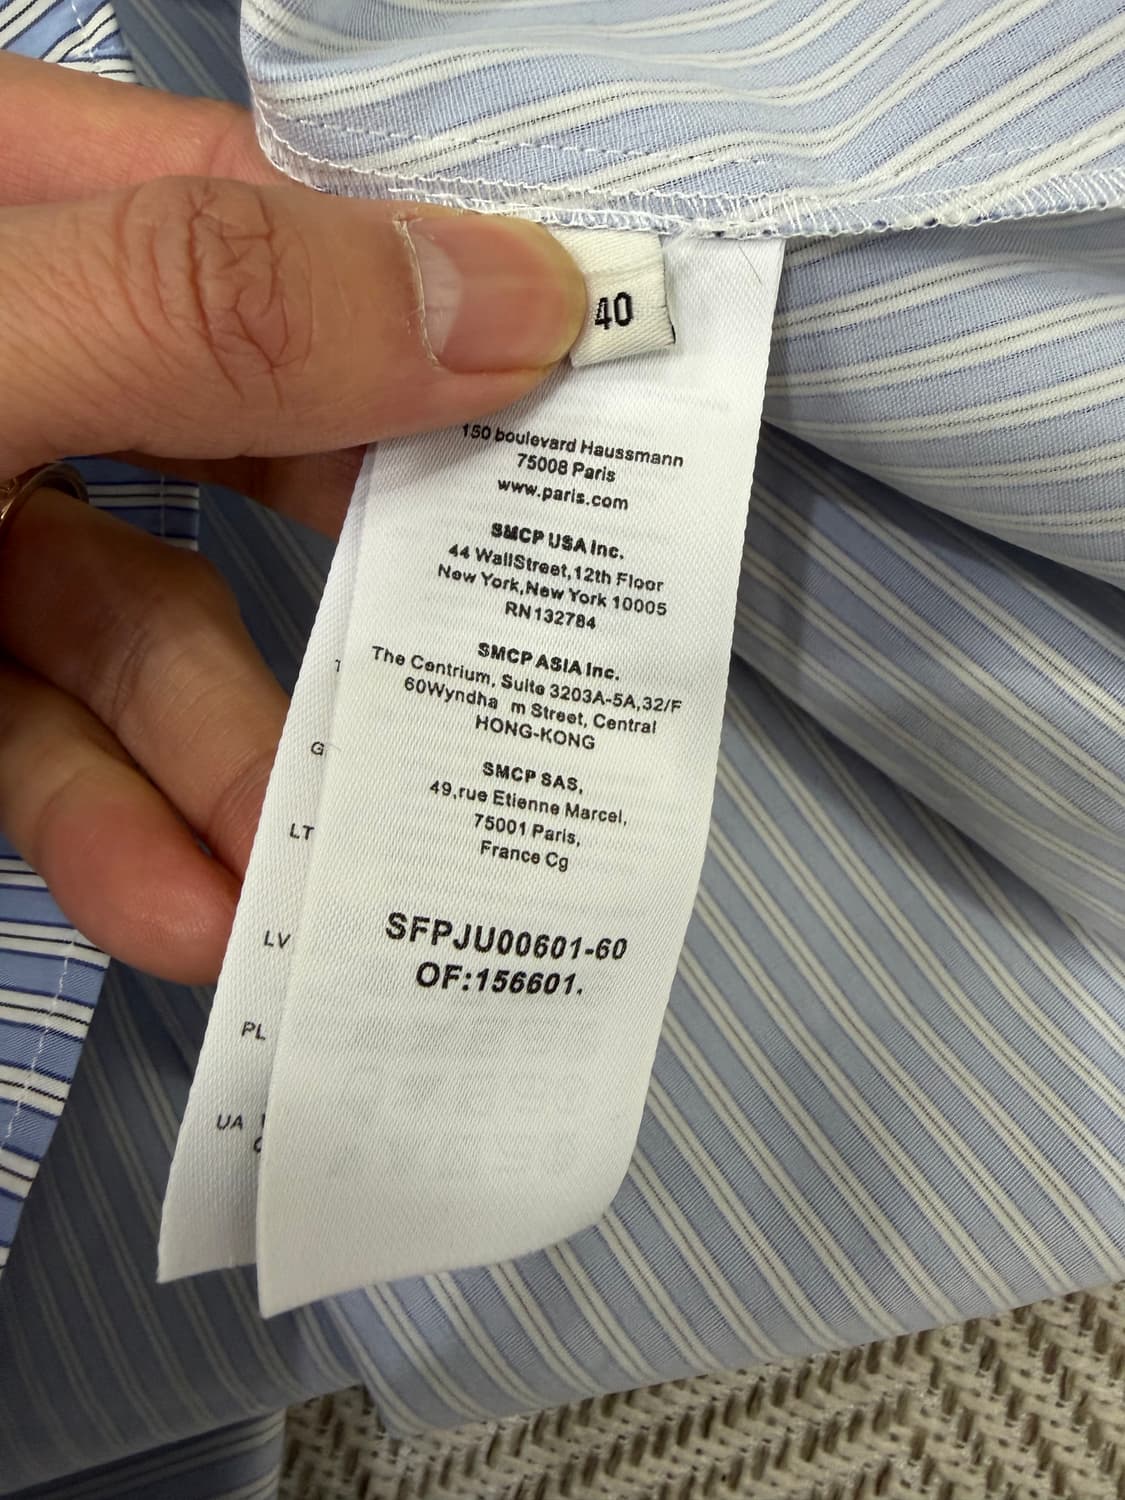 40
150 boulevard Haussmann
75008 Paris
www.paris.com
SMCP USA Inc.
44 WallStreet,12th Floor
New York,New York 10005
RN132784
SMCP ASIA Inc.
The Centrium, Suite 3203A-5A,32/F
60Wyndha m Street, Central
HONG-KONG
SMCP SAS,
49,rue Etienne Marcel,
75001 Paris,
France Cg
SFPJU00601-60
OF:156601.
G
LT
LV
PL
UA